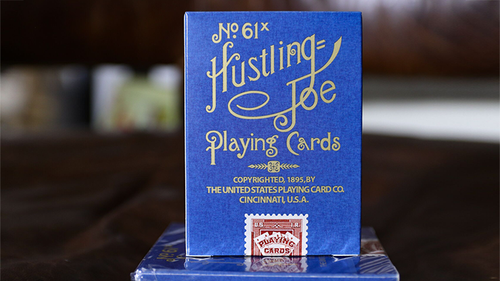 No 61x
Hustling=
Joe
Playing Cards
COPYRIGHTED, 1895, BY
THE UNITED STATES PLAYING CARD CO.
CINCINNATI, U.S.A.
PLAYING
CARDS